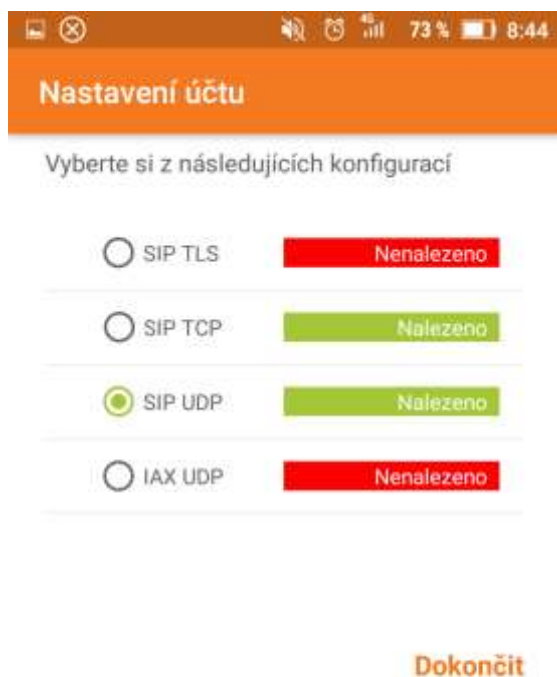 73 % 8:44
Nastavení účtu
Vyberte si z následujících konfigurací
SIP TLS Nenalezeno
SIP TCP Nalezeno
SIP UDP Nalezeno
IAX UDP Nenalezeno
Dokončit